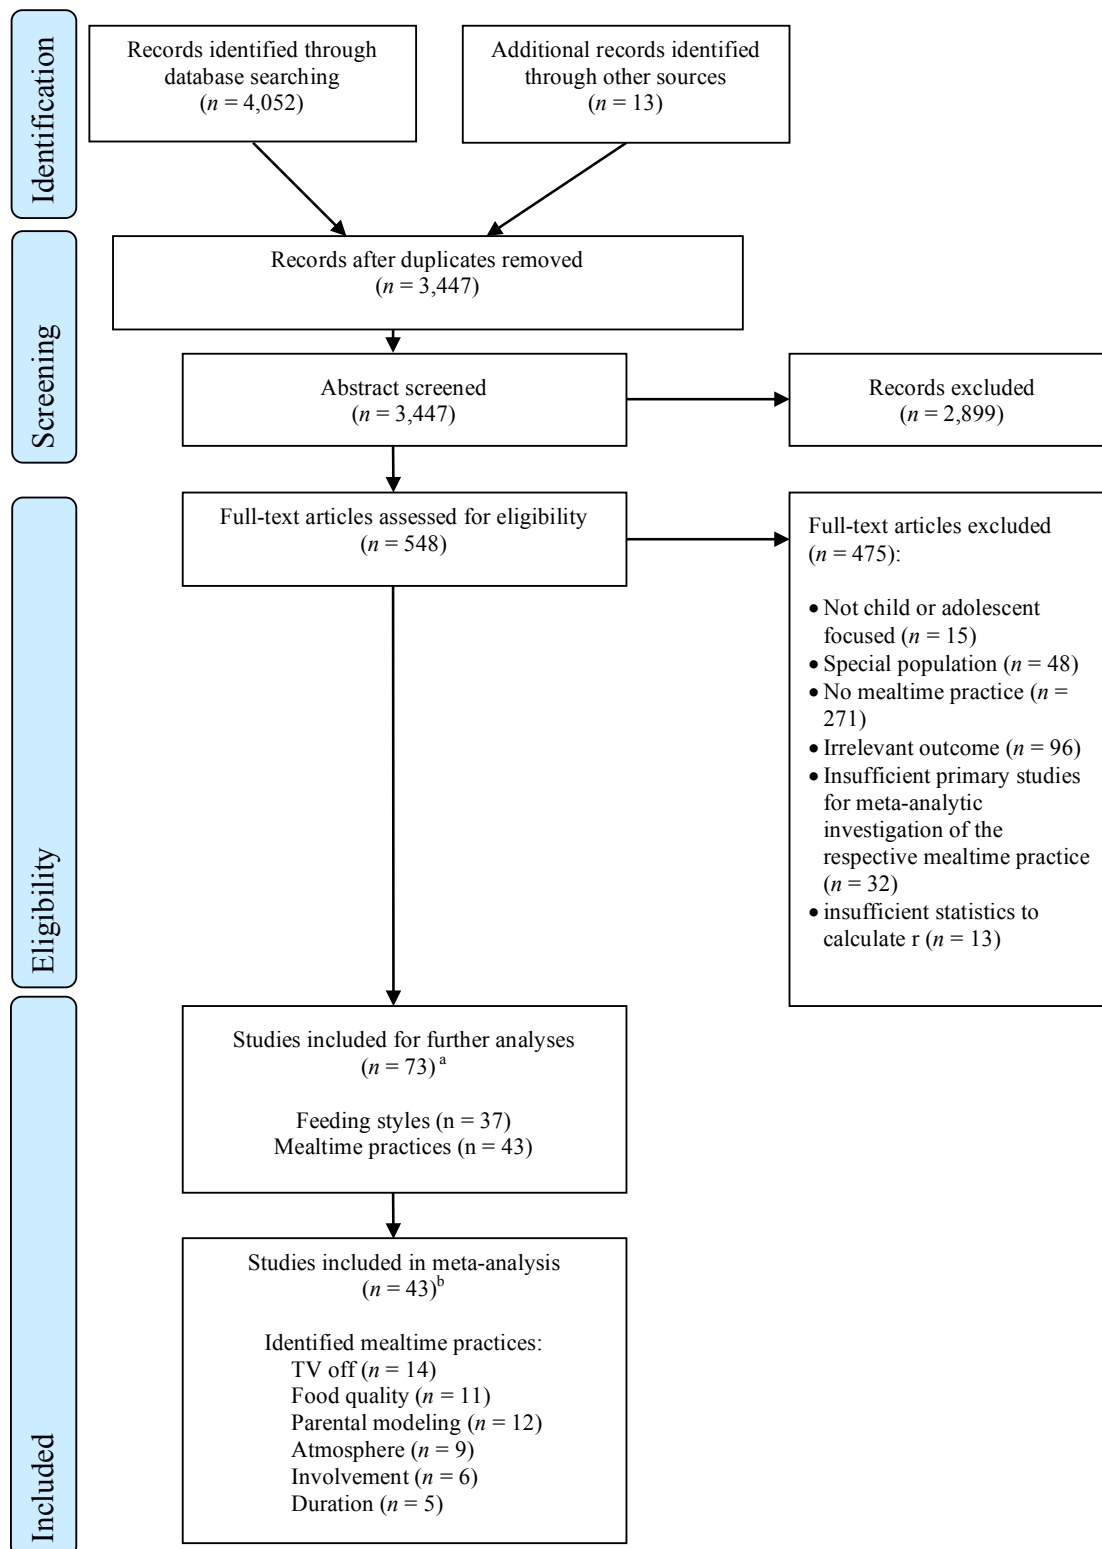 Identification
Records identified through
database searching
(n = 4,052)
Additional records identified
through other sources
(n = 13)
Screening
Records after duplicates removed
(n = 3,447)
Abstract screened
(n = 3,447)
Records excluded
(n = 2,899)
Eligibility
Full-text articles assessed for eligibility
(n = 548)
Full-text articles excluded
(n = 475):
• Not child or adolescent
focused (n = 15)
• Special population (n = 48)
• No mealtime practice (n =
271)
• Irrelevant outcome (n = 96)
• Insufficient primary studies
for meta-analytic
investigation of the
respective mealtime practice
(n = 32)
• insufficient statistics to
calculate r (n = 13)
Included
Studies included for further analyses
(n = 73) a
Feeding styles (n = 37)
Mealtime practices (n = 43)
Studies included in meta-analysis
(n = 43)b
Identified mealtime practices:
TV off (n = 14)
Food quality (n = 11)
Parental modeling (n = 12)
Atmosphere (n = 9)
Involvement (n = 6)
Duration (n = 5)